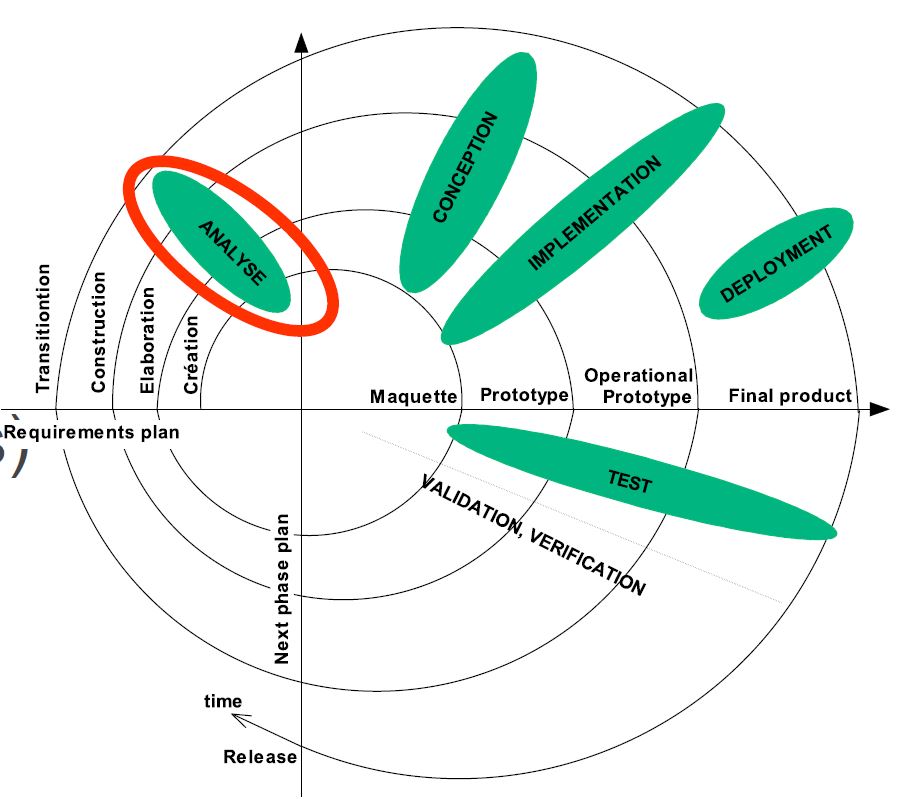 CONCEPTION
IMPLEMENTATION
ANALYSE
DEPLOYMENT
Transitiontion
Construction
Elaboration
Création
Maquette
Prototype
Operational
Prototype
Final product
Requirements plan
s)
TEST
VALIDATION, VERIFICATION
Next phase plan
time
Release